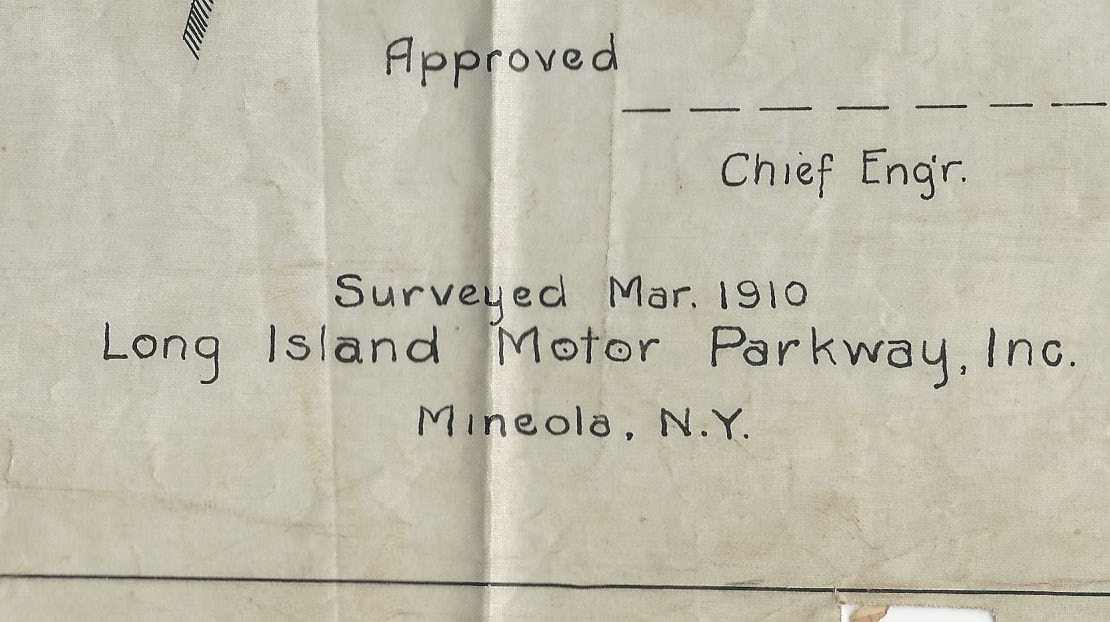 Approved
Chief Engr.
Surveyed Mar. 1910
Long Island Motor Parkway, Inc.
Mineola, N.Y.